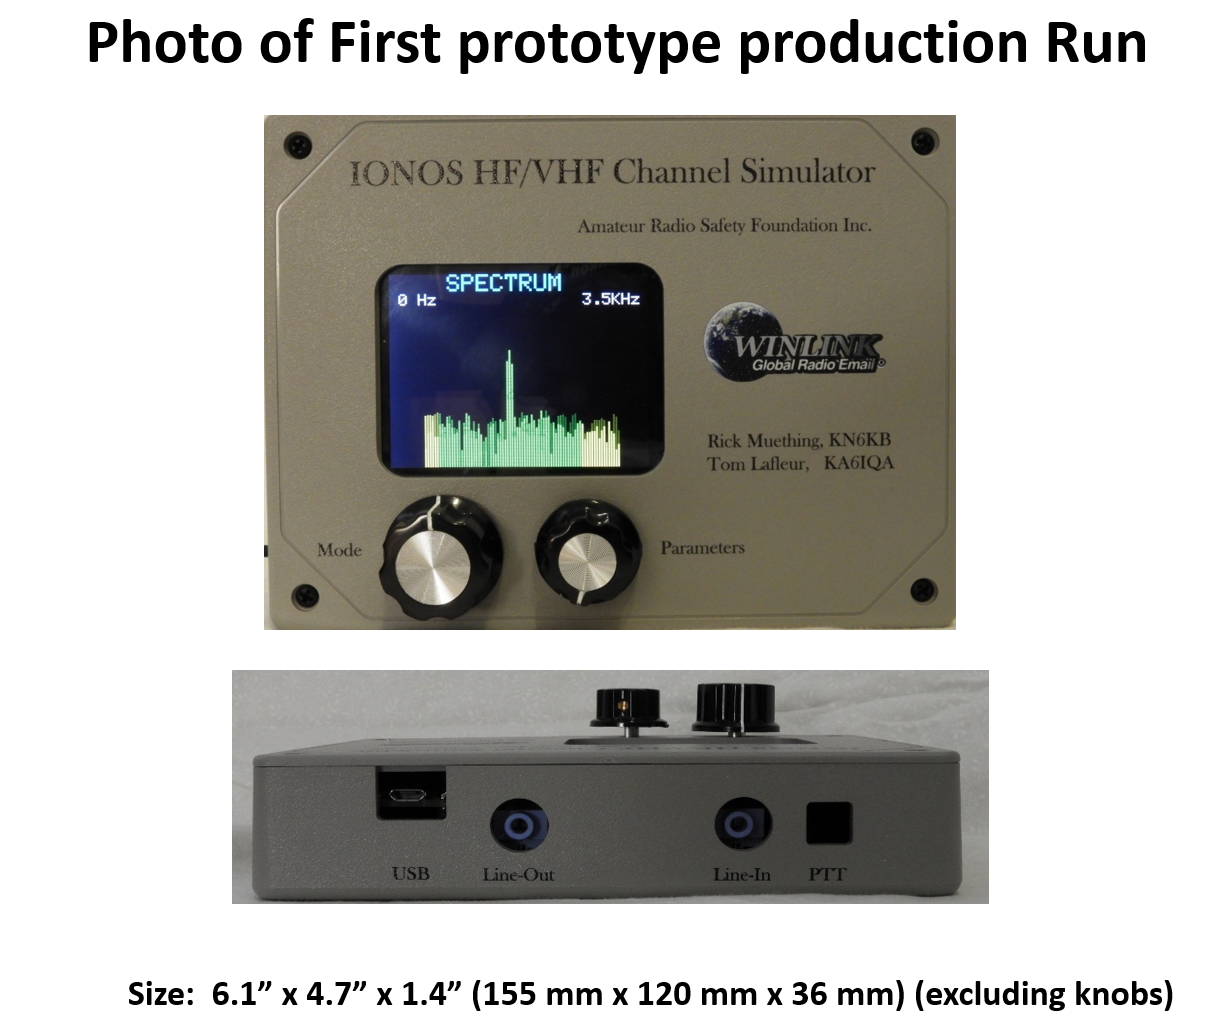 Photo of First prototype production Run
IONOS HF/VHF Channel Simulator
Amateur Radio Safety Foundation Inc.
SPECTRUM
0 Hz 3.5KHz
WINLINK
Global Radio Email
Rick Muething, KN6KB
Tom Lafleur, KA6IQA
Mode Parameters
USB Line-Out Line-In PTT
Size: 6.1” x 4.7” x 1.4” (155 mm x 120 mm x 36 mm) (excluding knobs)